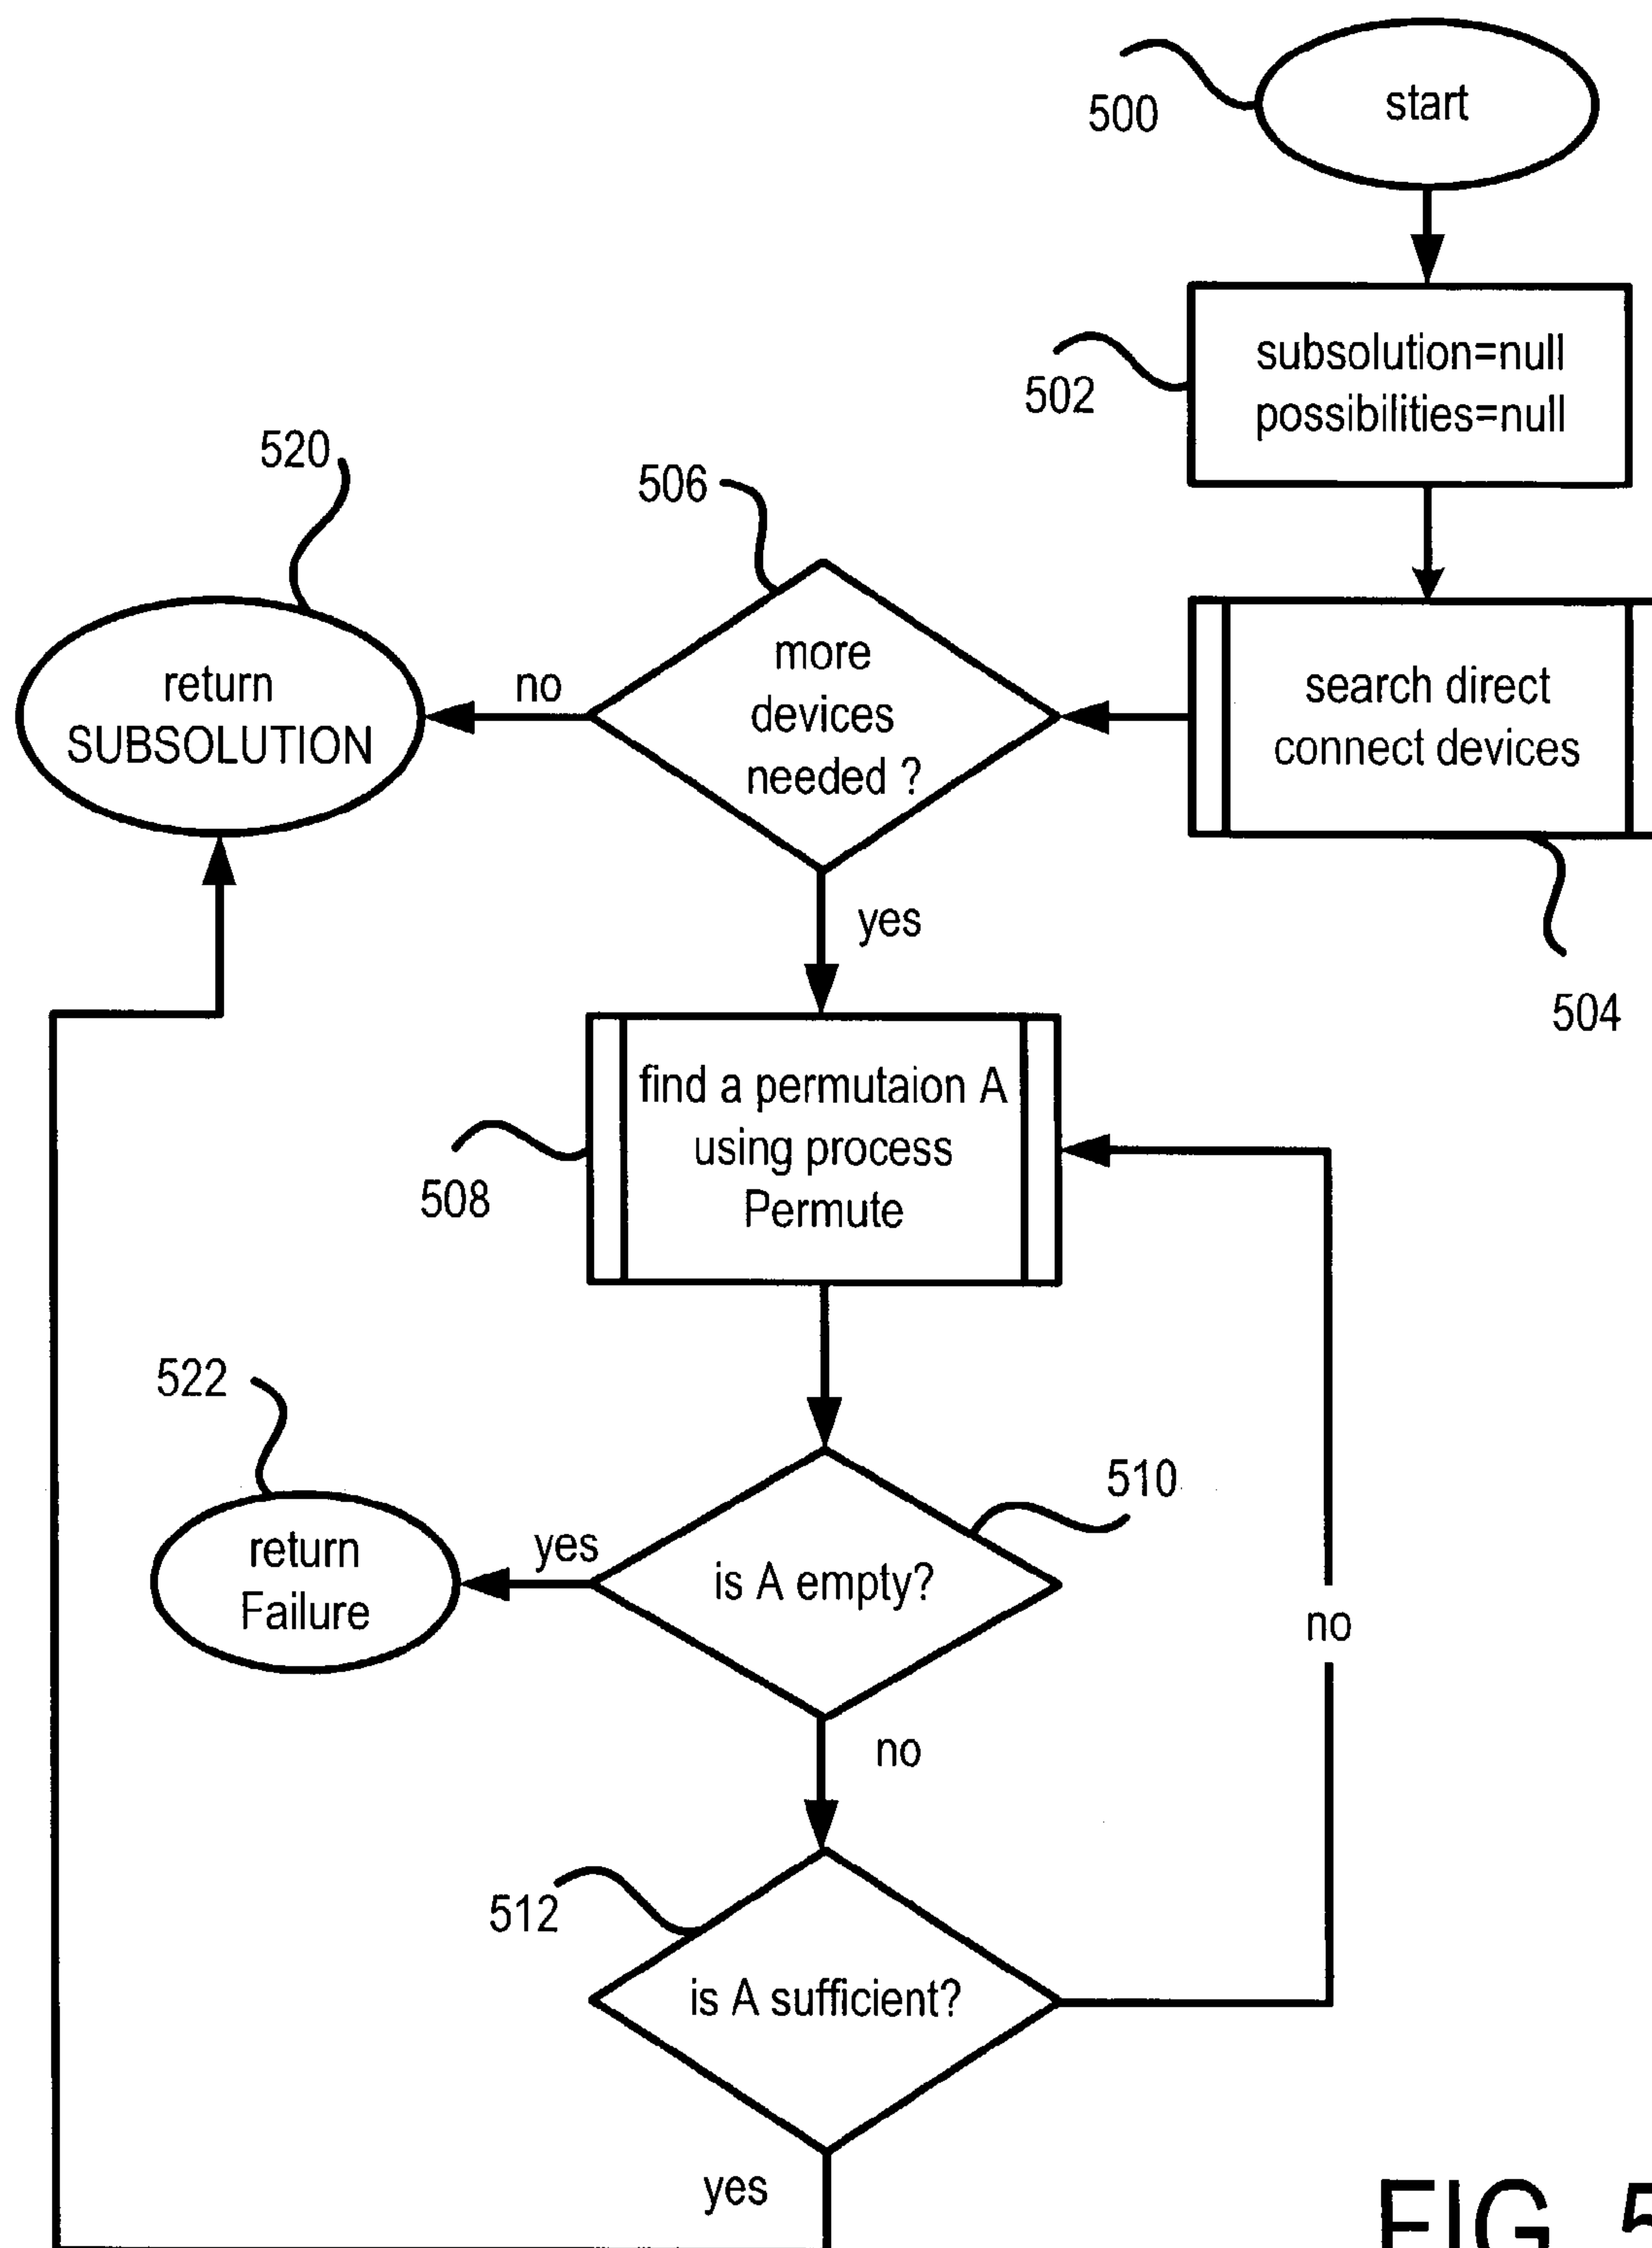 500
start
502
subsolution=null
possibilities=null
504
search direct
connect devices
506
more
devices
needed ?
no
520
return
SUBSOLUTION
yes
508
find a permutaion A
using process
Permute
510
is A empty?
yes
522
return
Failure
no
512
is A sufficient?
no
yes
FIG. 5